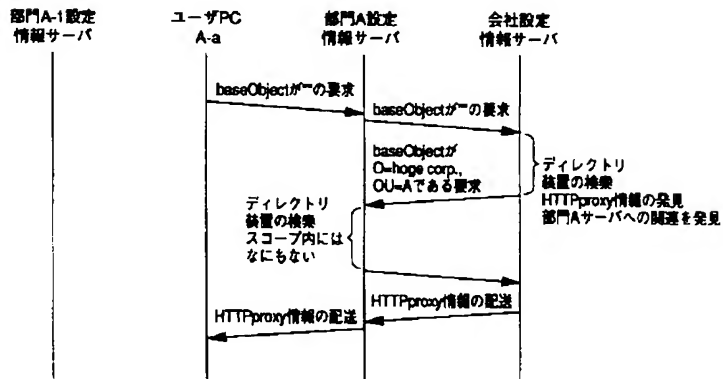 部門A-1設定
情報サーバ
ユーザPC
A-a
部門A設定
情報サーバ
会社設定
情報サーバ
baseObjectが""の要求
baseObjectが""の要求
baseObjectが
O=hoge corp.,
OU=Aである要求
ディレクトリ
装置の検索
HTTPproxy情報の発見
部門Aサーバへの関連を発見
ディレクトリ
装置の検索
スコープ内には
なにもない
HTTPproxy情報の配送
HTTPproxy情報の配送